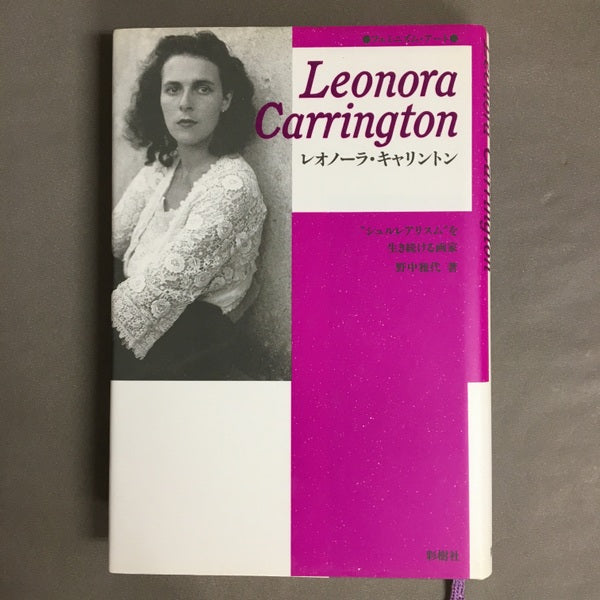 ●フェミニズム・アート●
Leonora
Carrington
レオノーラ・キャリントン
"シュルレアリスム"を
生き続ける画家
野中雅代 著
彩樹社
Leonora Carrington